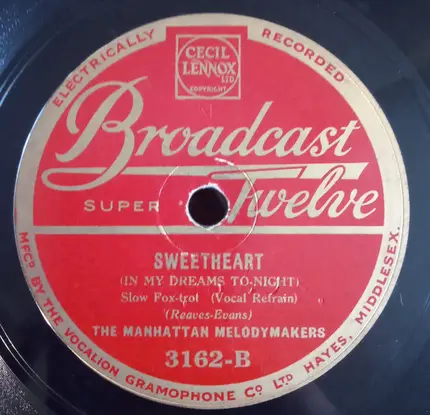 ELECTRICALLY RECORDED
CECIL
LENNOX
LTD
COPYRIGHT
Broadcast
SUPER Twelve
SWEETHEART
(IN MY DREAMS TO-NIGHT)
Slow Fox-trot (Vocal Refrain)
(Reaves-Evans)
THE MANHATTAN MELODYMAKERS
3162-B
MFCD BY THE VOCALION GRAMOPHONE CO LTD HAYES, MIDDLESEX.